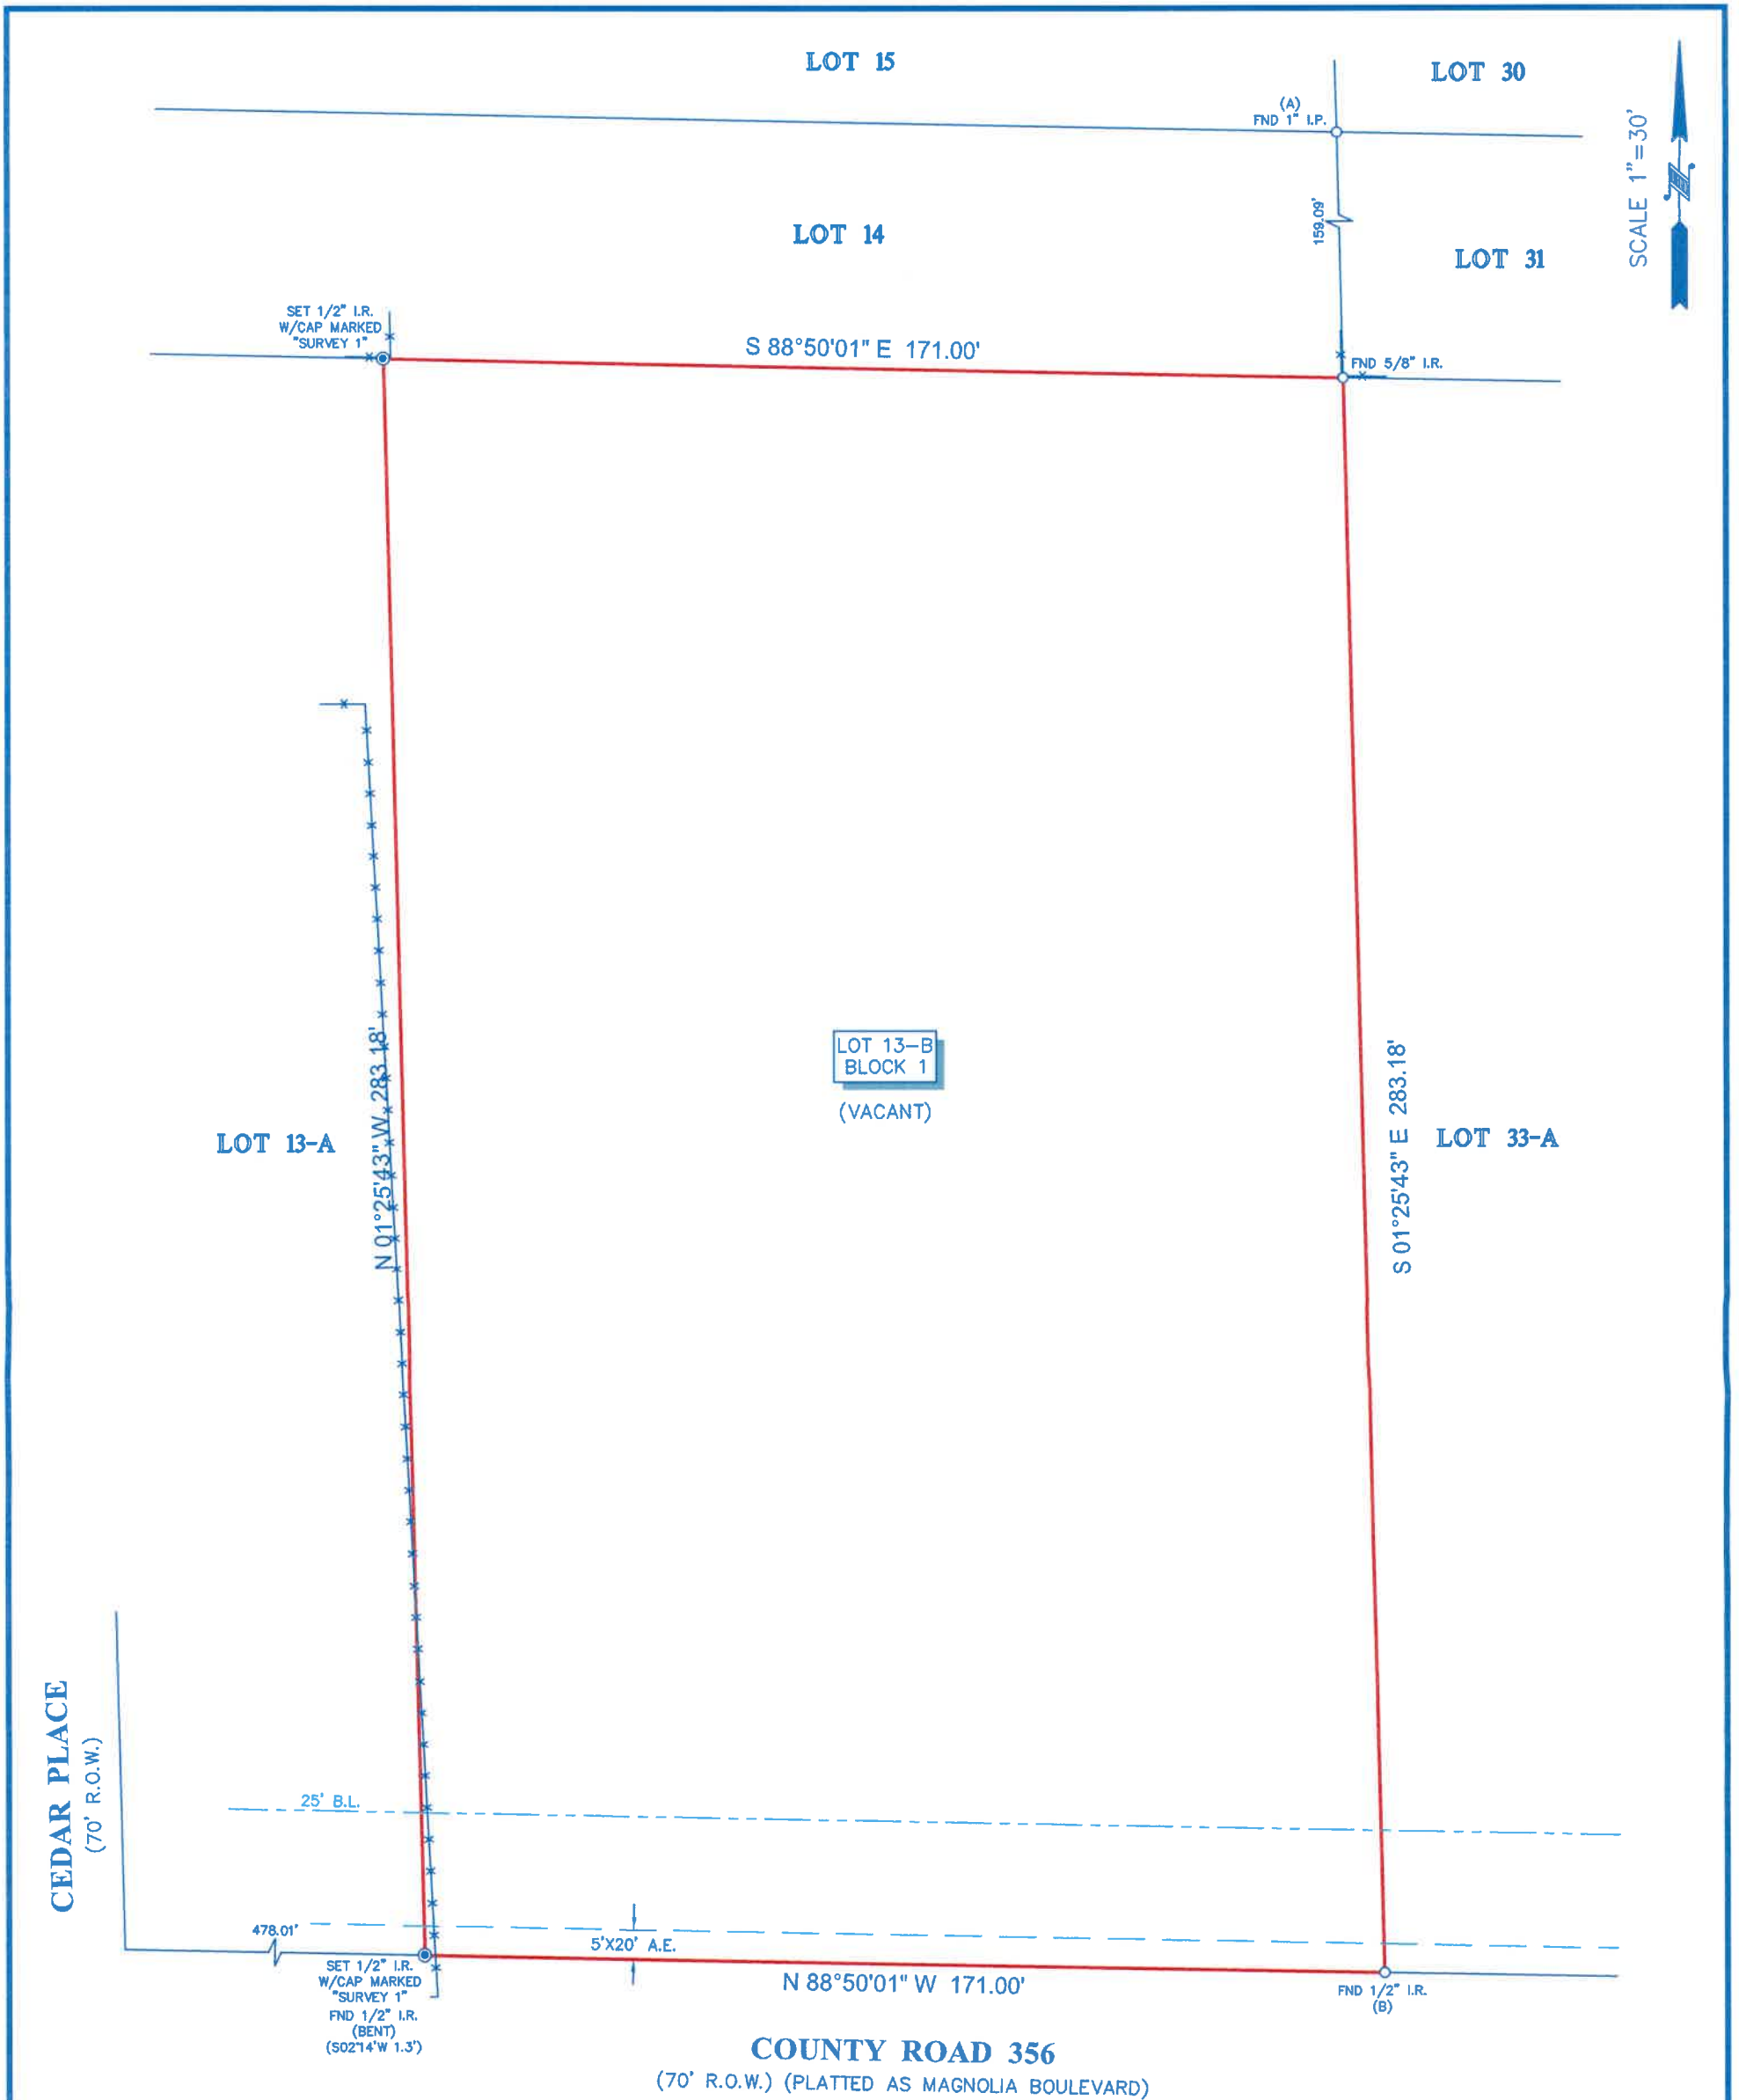 LOT 15
LOT 30
(A)
FND 1" I.P.
SCALE 1"=30'
159.09'
LOT 14
LOT 31
SET 1/2" I.R.
W/CAP MARKED
"SURVEY 1"
S 88°50'01" E 171.00'
FND 5/8" I.R.
N 01°25'43" W 283.18'
LOT 13-B
BLOCK 1
(VACANT)
LOT 13-A
S 01°25'43" E 283.18'
LOT 33-A
CEDAR PLACE
(70' R.O.W.)
25' B.L.
478.01'
5'X20' A.E.
SET 1/2" I.R.
W/CAP MARKED
"SURVEY 1"
FND 1/2" I.R.
(BENT)
(S02°14'W 1.3')
N 88°50'01" W 171.00'
FND 1/2" I.R.
(B)
COUNTY ROAD 356
(70' R.O.W.) (PLATTED AS MAGNOLIA BOULEVARD)